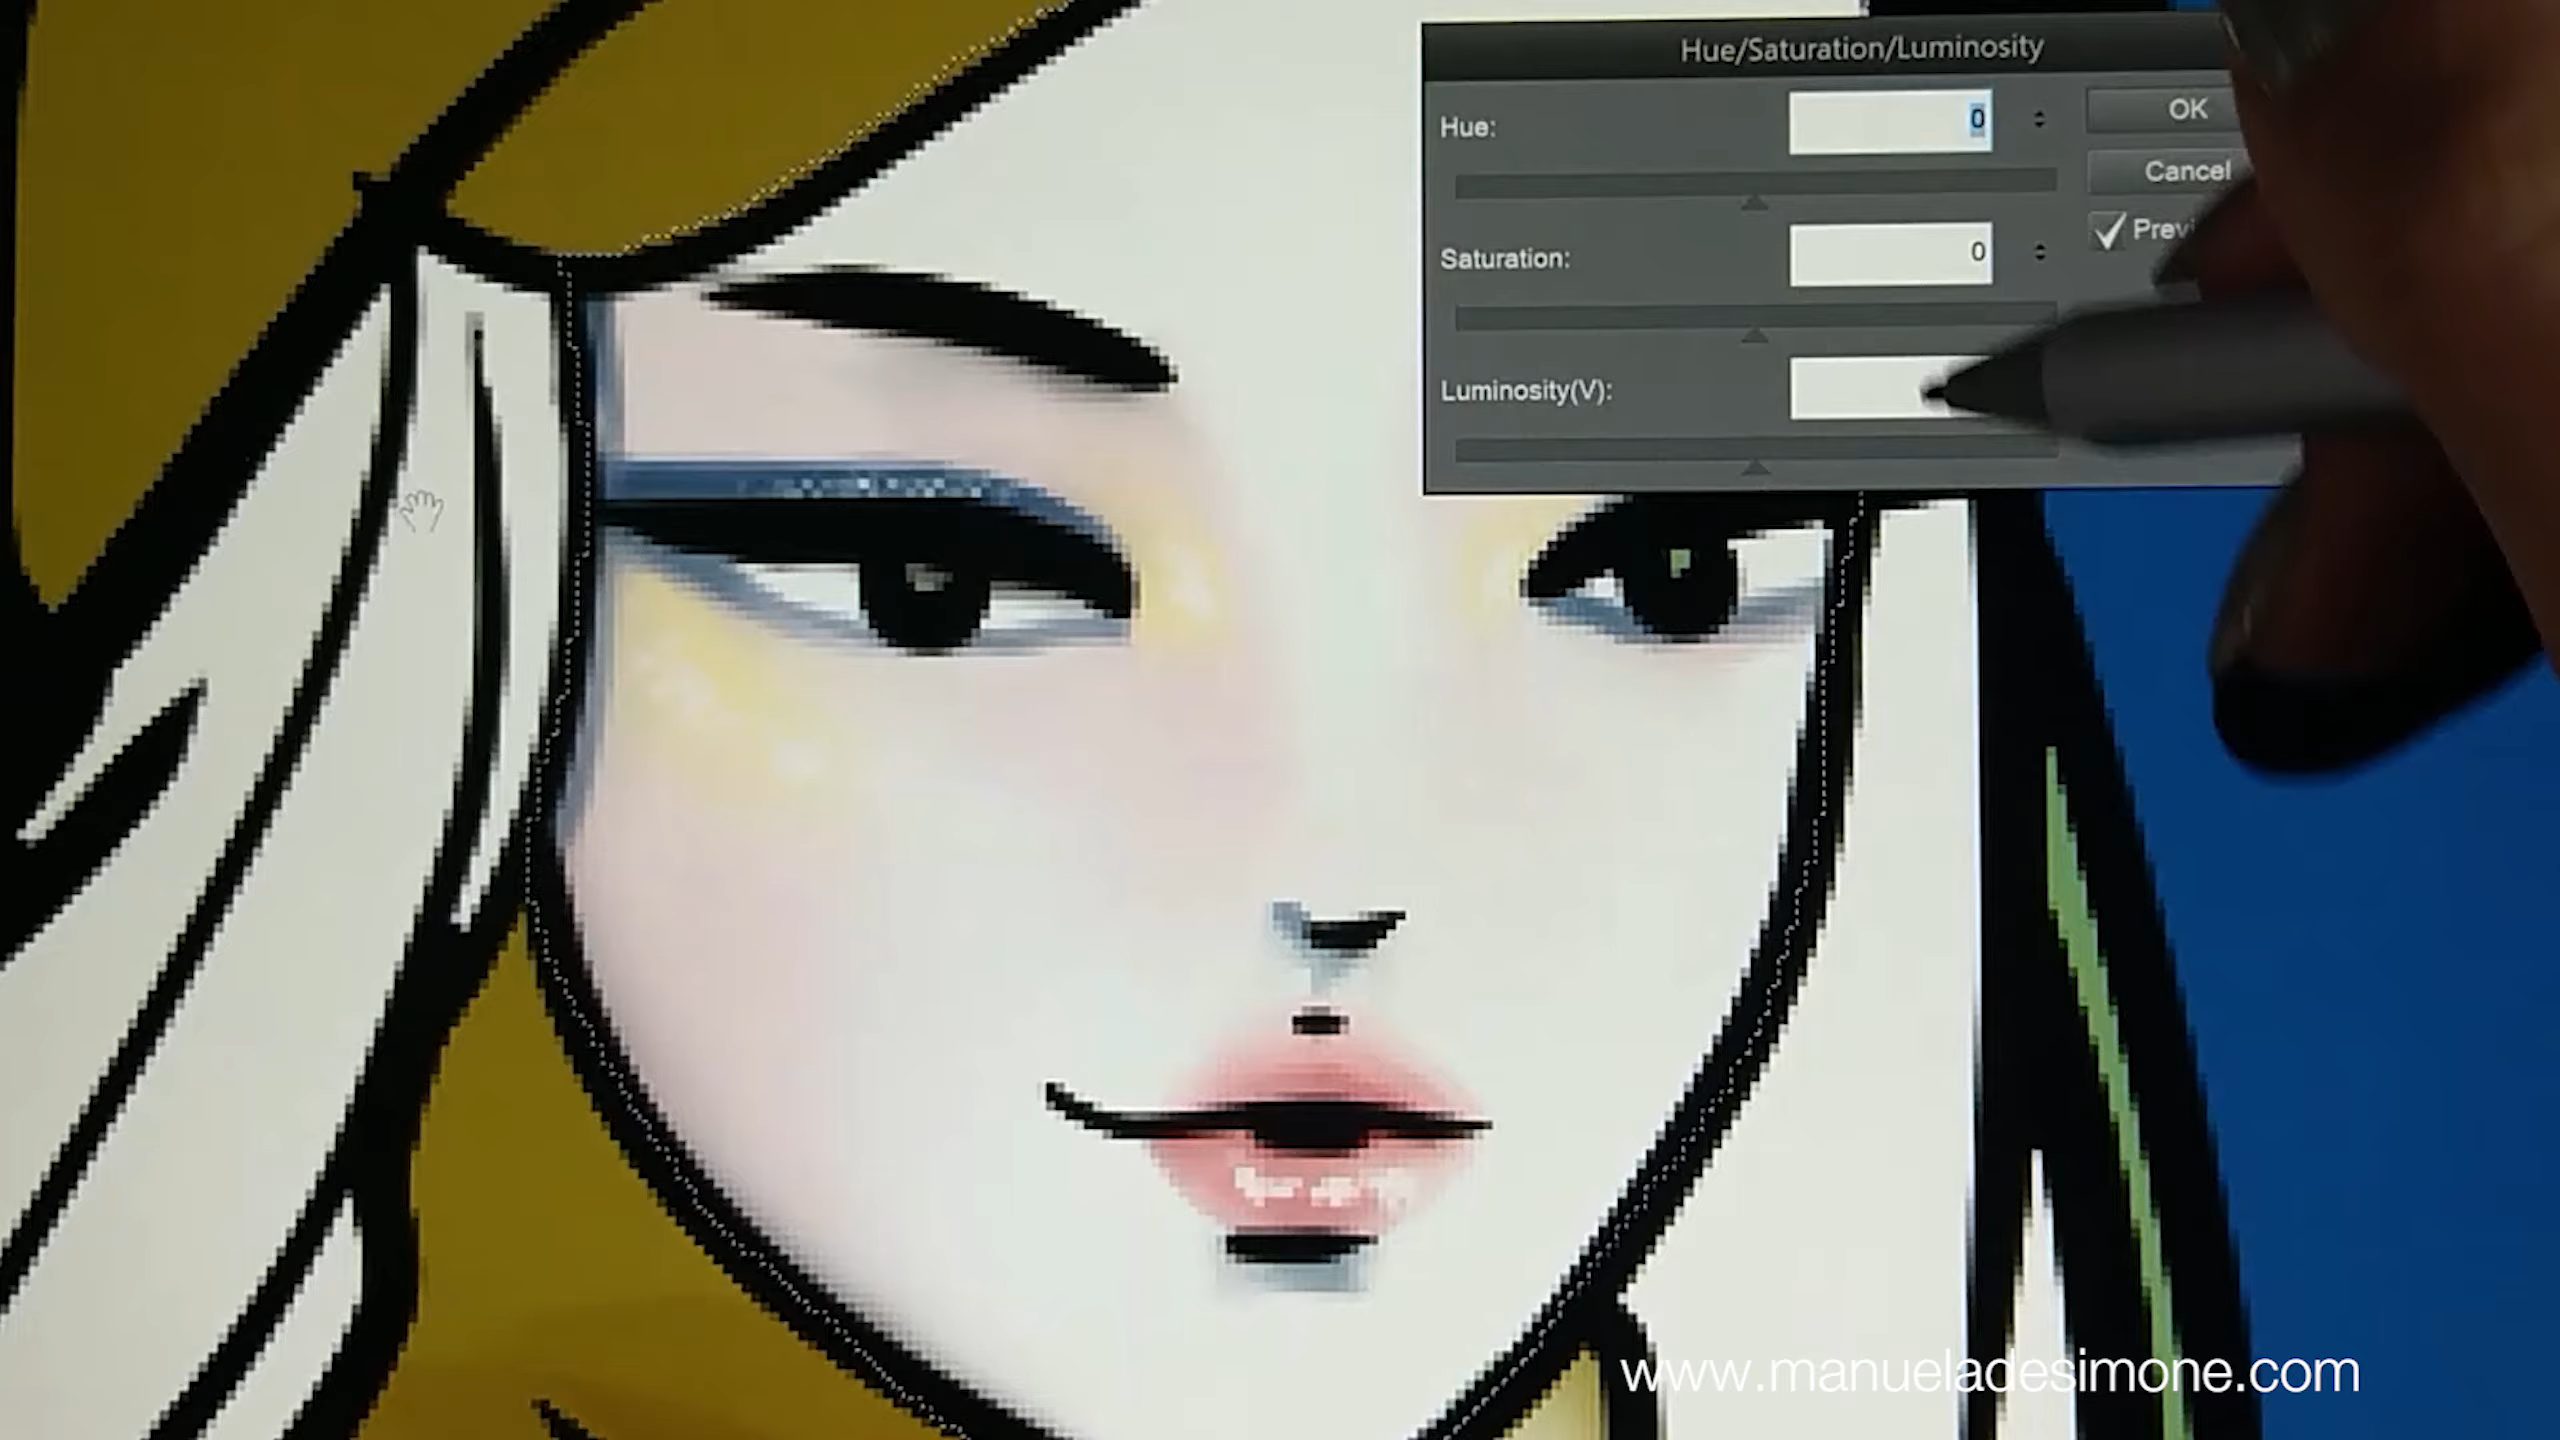 Hue/Saturation/Luminosity
Hue: 0 OK
Cancel
Saturation: 0
Luminosity(V):
www.manueladesimone.com